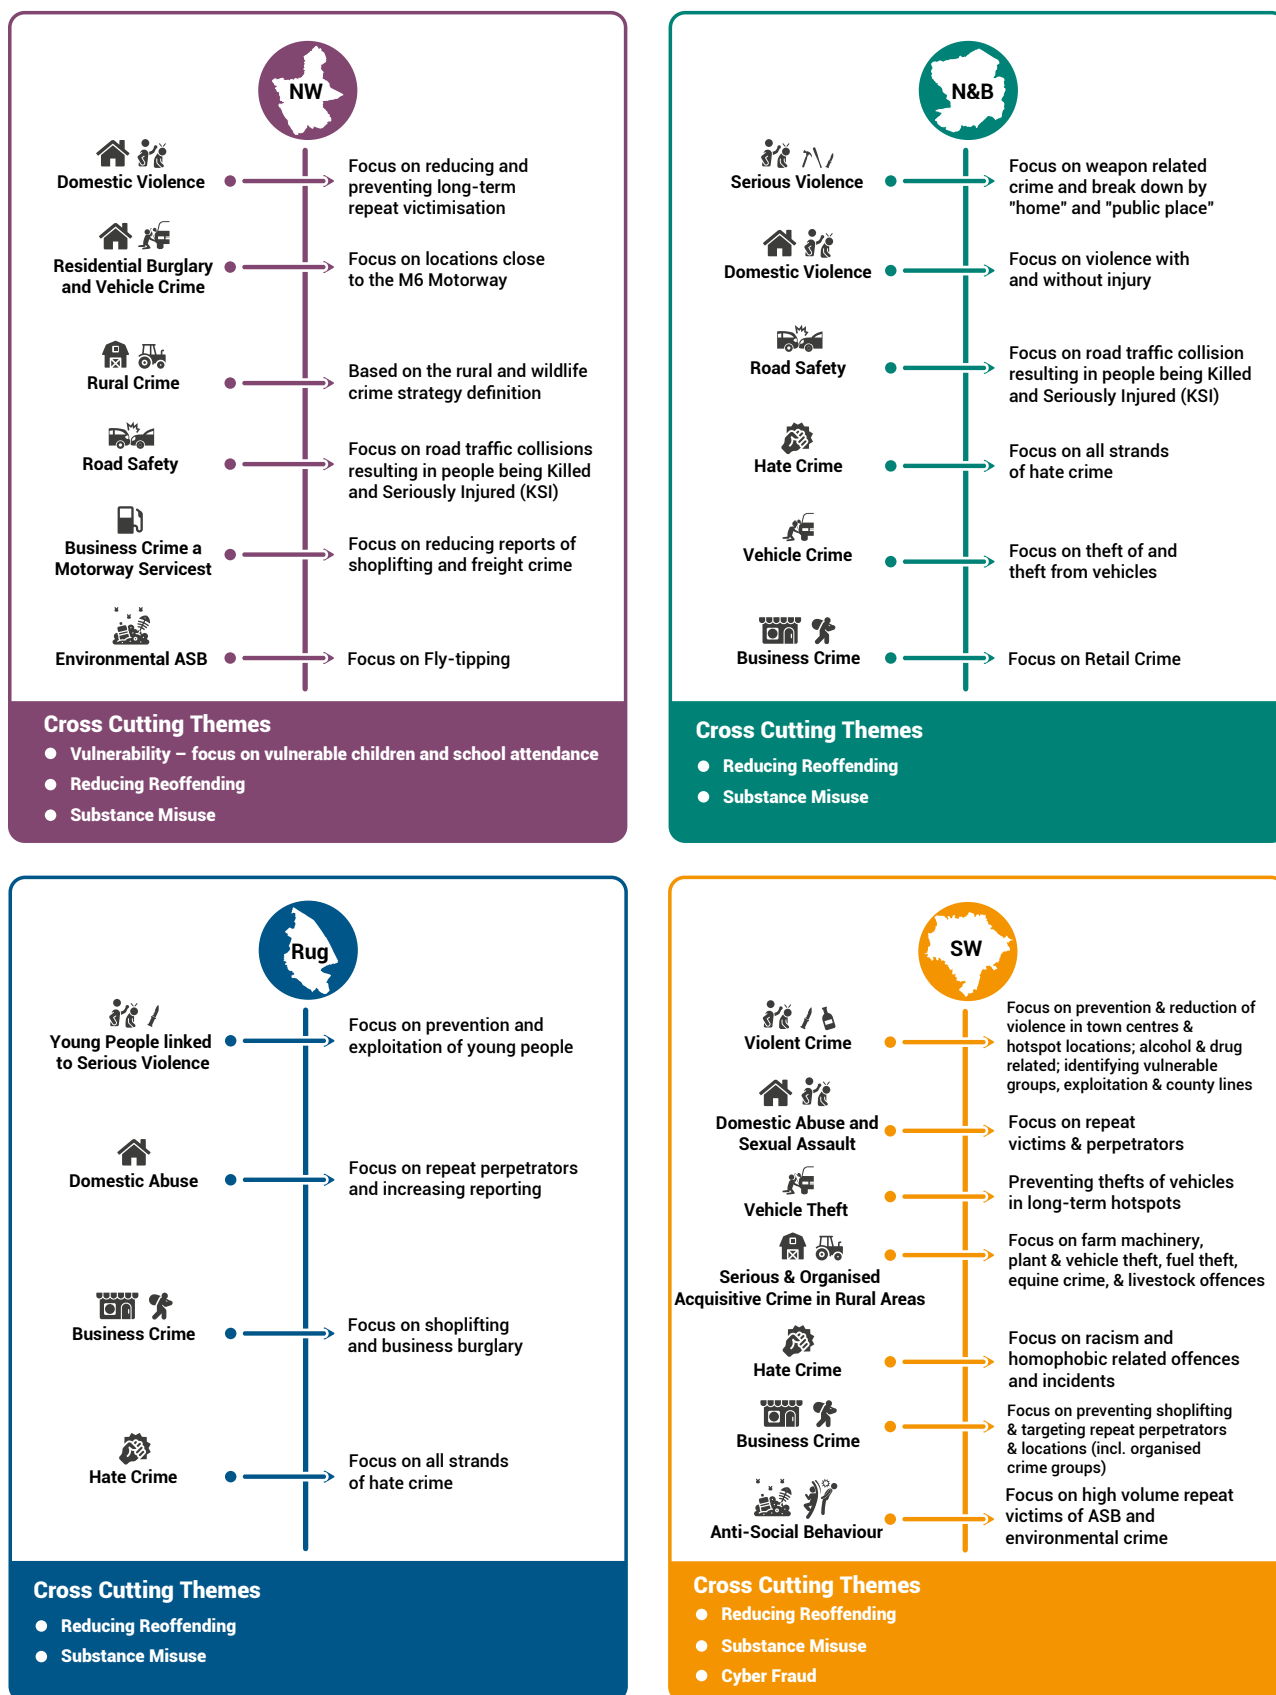 NW
Domestic Violence
Focus on reducing and
preventing long-term
repeat victimisation
Residential Burglary
and Vehicle Crime
Focus on locations close
to the M6 Motorway
Rural Crime
Based on the rural and wildlife
crime strategy definition
Road Safety
Focus on road traffic collisions
resulting in people being Killed
and Seriously Injured (KSI)
Business Crime a
Motorway Servicest
Focus on reducing reports of
shoplifting and freight crime
Environmental ASB
Focus on Fly-tipping
Cross Cutting Themes
Vulnerability – focus on vulnerable children and school attendance
Reducing Reoffending
Substance Misuse
N&B
Serious Violence
Focus on weapon related
crime and break down by
"home" and "public place"
Domestic Violence
Focus on violence with
and without injury
Road Safety
Focus on road traffic collision
resulting in people being Killed
and Seriously Injured (KSI)
Hate Crime
Focus on all strands
of hate crime
Vehicle Crime
Focus on theft of and
theft from vehicles
Business Crime
Focus on Retail Crime
Cross Cutting Themes
Reducing Reoffending
Substance Misuse
Rug
Young People linked
to Serious Violence
Focus on prevention and
exploitation of young people
Domestic Abuse
Focus on repeat perpetrators
and increasing reporting
Business Crime
Focus on shoplifting
and business burglary
Hate Crime
Focus on all strands
of hate crime
Cross Cutting Themes
Reducing Reoffending
Substance Misuse
SW
Violent Crime
Focus on prevention & reduction of
violence in town centres &
hotspot locations; alcohol & drug
related; identifying vulnerable
groups, exploitation & county lines
Domestic Abuse and
Sexual Assault
Focus on repeat
victims & perpetrators
Vehicle Theft
Preventing thefts of vehicles
in long-term hotspots
Serious & Organised
Acquisitive Crime in Rural Areas
Focus on farm machinery,
plant & vehicle theft, fuel theft,
equine crime, & livestock offences
Hate Crime
Focus on racism and
homophobic related offences
and incidents
Business Crime
Focus on preventing shoplifting
& targeting repeat perpetrators
& locations (incl. organised
crime groups)
Anti-Social Behaviour
Focus on high volume repeat
victims of ASB and
environmental crime
Cross Cutting Themes
Reducing Reoffending
Substance Misuse
Cyber Fraud